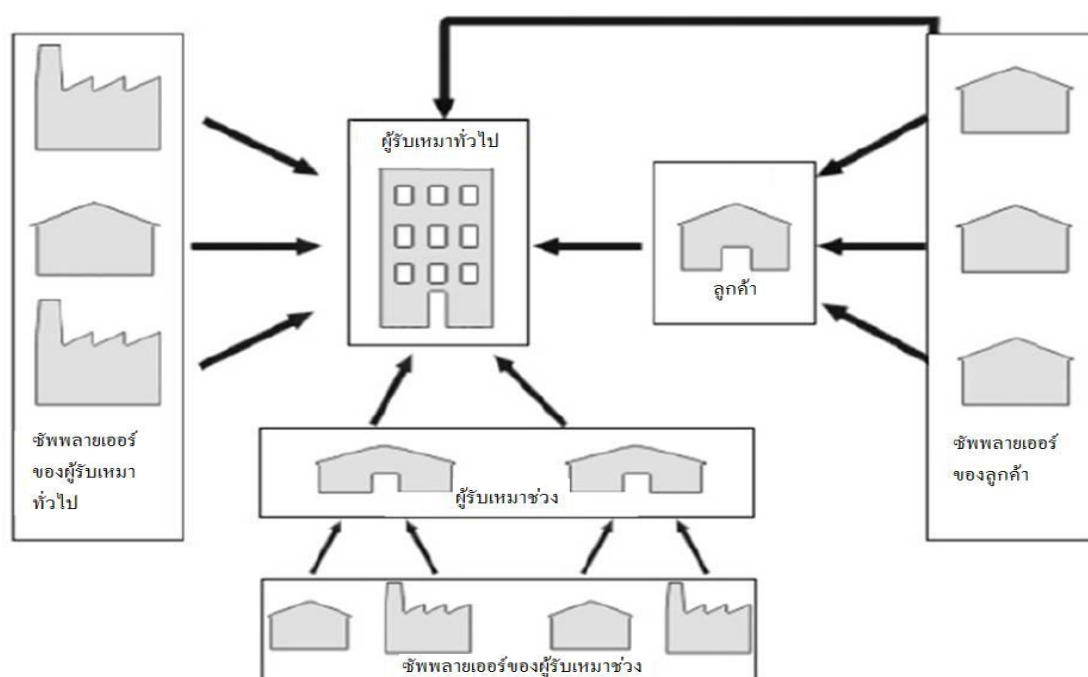 ผู้รับเหมาทั่วไป
ลูกค้า
ซัพพลายเออร์
ของผู้รับเหมา
ทั่วไป
ซัพพลายเออร์
ของลูกค้า
ผู้รับเหมาช่วง
ซัพพลายเออร์ของผู้รับเหมาช่วง